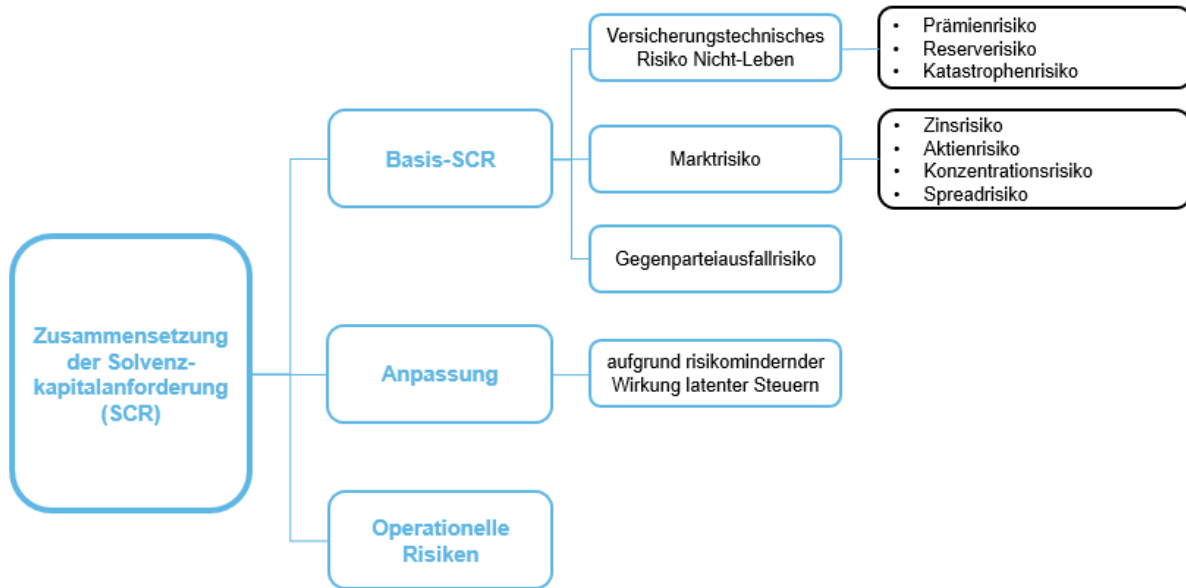 Zusammensetzung
der Solvenz-
kapitalanforderung
(SCR)
Basis-SCR
Versicherungstechnisches
Risiko Nicht-Leben
• Prämienrisiko
• Reserverisiko
• Katastrophenrisiko
Marktrisiko
• Zinsrisiko
• Aktienrisiko
• Konzentrationsrisiko
• Spreadrisiko
Gegenparteiausfallrisiko
Anpassung
aufgrund risikomindernder
Wirkung latenter Steuern
Operationelle
Risiken